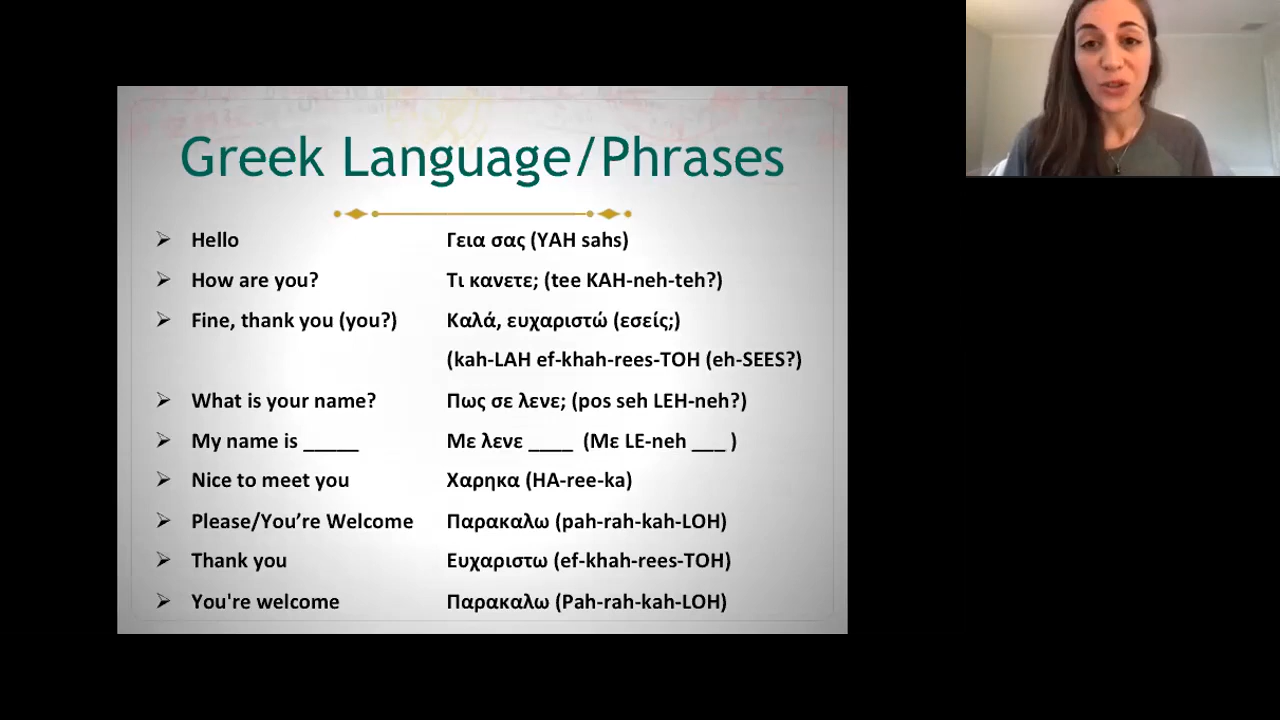 Greek Language/Phrases
Hello Γεια σας (YAH sahs)
How are you? Τι κανετε; (tee KAH-neh-teh?)
Fine, thank you (you?) Καλά, ευχαριστώ (εσείς;)
(kah-LAH ef-khah-rees-TOH (eh-SEES?)
What is your name? Πως σε λενε; (pos seh LEH-neh?)
My name is _____ Με λενε ____ (Με LE-neh ___ )
Nice to meet you Χαρηκα (HA-ree-ka)
Please/You’re Welcome Παρακαλω (pah-rah-kah-LOH)
Thank you Ευχαριστω (ef-khah-rees-TOH)
You're welcome Παρακαλω (Pah-rah-kah-LOH)